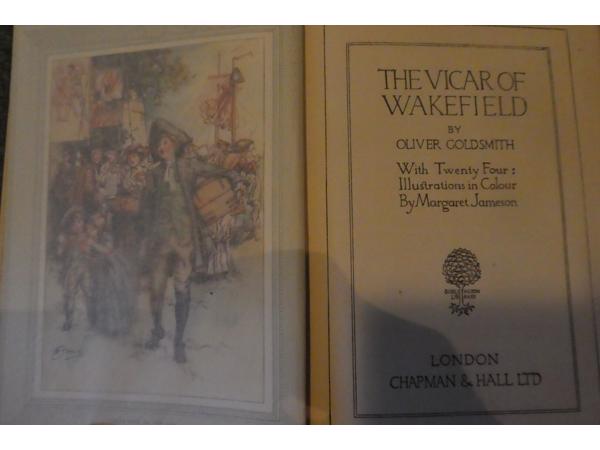 THE VICAR OF
WAKEFIELD
BY
OLIVER GOLDSMITH
With Twenty Four:
Illustrations in Colour
By Margaret Jameson
LONDON
CHAPMAN & HALL LTD